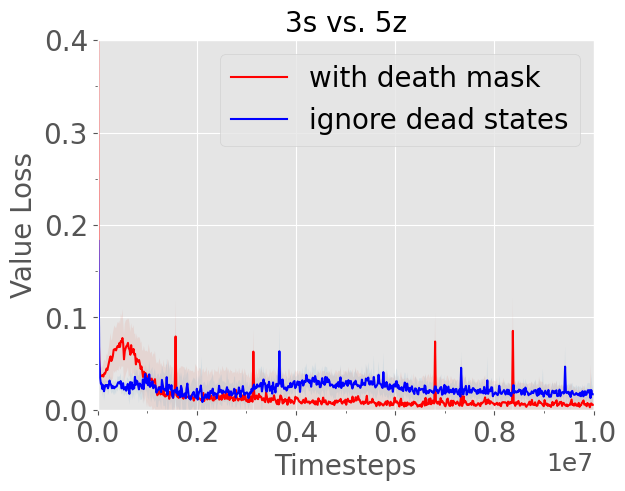 3s vs. 5z
with death mask
ignore dead states
Value Loss
0.4
0.3
0.2
0.1
0.0
0.0 0.2 0.4 0.6 0.8 1.0
Timesteps
1e7